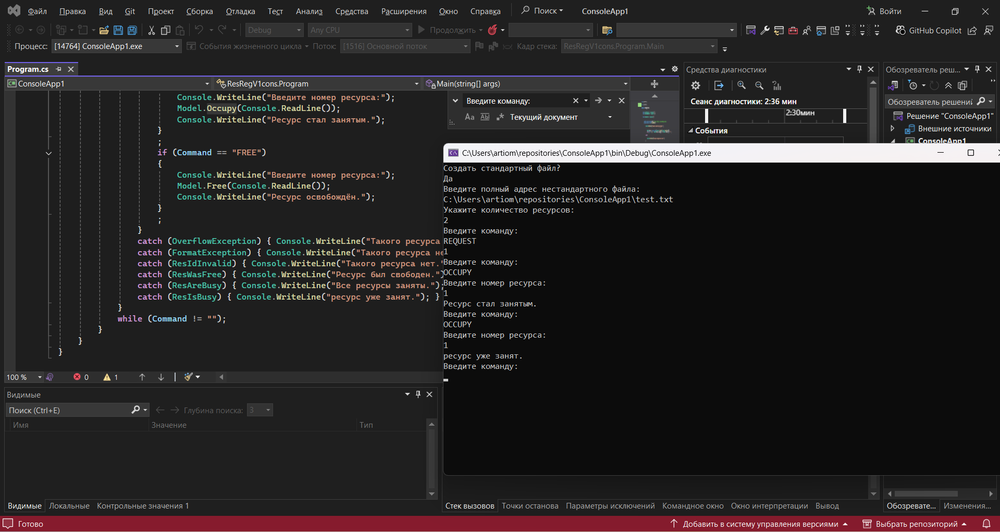 Файл Правка Вид Git Проект Сборка Отладка Тест Анализ Средства Расширения Окно Справка Поиск ConsoleApp1 Войти
Debug Any CPU Продолжить GitHub Copilot
Процесс: [14764] ConsoleApp1.exe События жизненного цикла Поток: [1516] Основной поток Кадр стека: ResRegV1cons.Program.Main
Program.cs
ConsoleApp1 ResRegV1cons.Program Main(string[] args)
Console.WriteLine("Введите номер ресурса:");
Model.Occupy(Console.ReadLine());
Console.WriteLine("Ресурс стал занятым.");
}
;
if (Command == "FREE")
{
Console.WriteLine("Введите номер ресурса:");
Model.Free(Console.ReadLine());
Console.WriteLine("Ресурс освобождён.");
}
;
}
catch (OverflowException) { Console.WriteLine("Такого ресурса
catch (FormatException) { Console.WriteLine("Такого ресурса не
catch (ResIdInvalid) { Console.WriteLine("Такого ресурса нет."
catch (ResWasFree) { Console.WriteLine("Ресурс был свободен.")
catch (ResAreBusy) { Console.WriteLine("Все ресурсы заняты.");
catch (ResIsBusy) { Console.WriteLine("ресурс уже занят."); }
}
while (Command != "");
}
}
}
Введите команду:
Aa Ab Текущий документ
100 % 0 1
Средства диагностики
Сеанс диагностики: 2:36 мин
2:30мин
События
Обозреватель реш...
Обозреватель решений
Решение "ConsoleApp1"
Внешние источники
ConsoleApp1
C:\Users\artiom\repositories\ConsoleApp1\bin\Debug\ConsoleApp1.exe
Создать стандартный файл?
Да
Введите полный адрес нестандартного файла:
C:\Users\artiom\repositories\ConsoleApp1\test.txt
Укажите количество ресурсов:
2
Введите команду:
REQUEST
1
Введите команду:
OCCUPY
Введите номер ресурса:
1
Ресурс стал занятым.
Введите команду:
OCCUPY
Введите номер ресурса:
1
ресурс уже занят.
Введите команду:
Видимые
Поиск (Ctrl+E) Глубина поиска: 3
Имя Значение Тип
Видимые Локальные Контрольные значения 1
Стек вызовов Точки останова Параметры исключений Командное окно Окно интерпретации Вывод
Обозревате... Изменения...
Готово Добавить в систему управления версиями Выбрать репозиторий